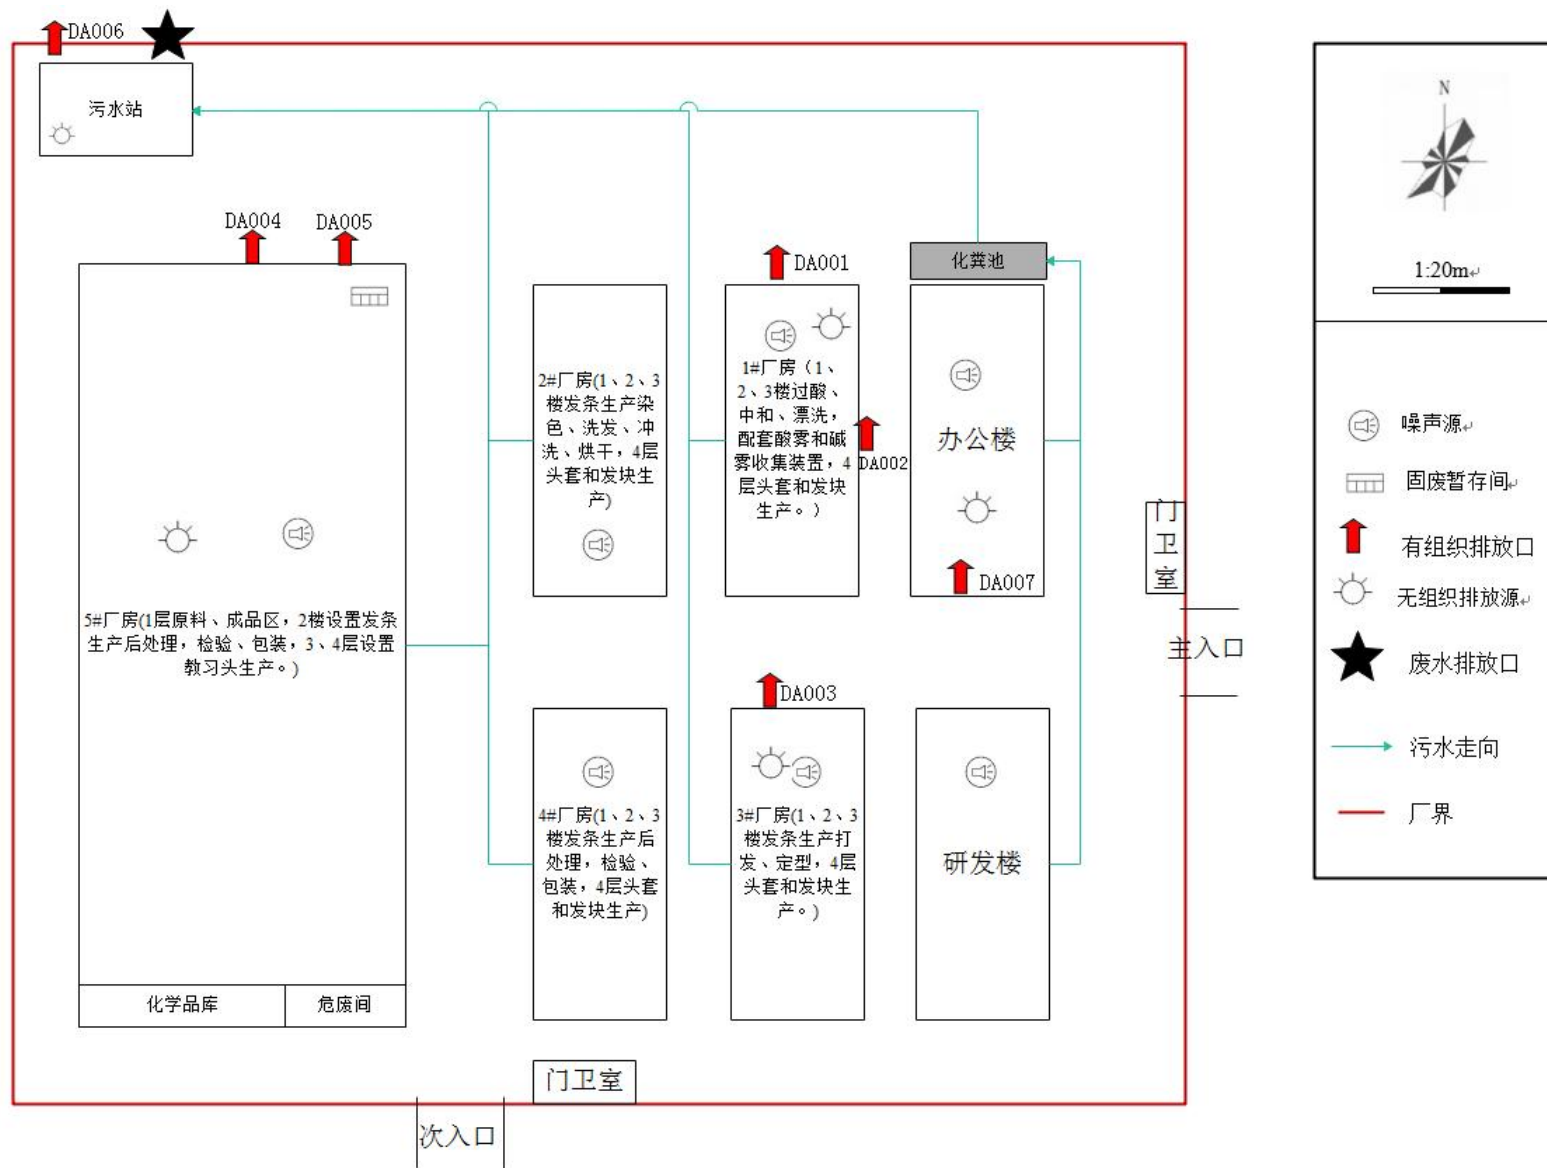 DA006
污水站
DA004
DA005
DA001
化粪池
2#厂房(1、2、3
楼发条生产染
色、洗发、冲
洗、烘干，4层
头套和发块生
产)
1#厂房（1、
2、3楼过酸、
中和、漂洗，
配套酸雾和碱
雾收集装置，4
层头套和发块
生产。）
DA002
办公楼
DA007
门
卫
室
主入口
5#厂房(1层原料、成品区，2楼设置发条
生产后处理，检验、包装，3、4层设置
教习头生产。)
DA003
4#厂房(1、2、3
楼发条生产后
处理，检验、
包装，4层头套
和发块生产)
3#厂房(1、2、3
楼发条生产打
发、定型，4层
头套和发块生
产。)
研发楼
化学品库
危废间
门卫室
次入口
N
1:20m
噪声源
固废暂存间
有组织排放口
无组织排放源
废水排放口
污水走向
厂界